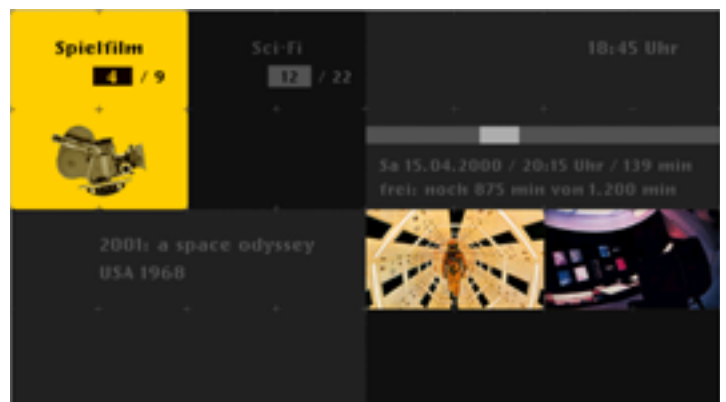 Spielfilm
4 / 9
Sci-Fi
12 / 22
18:45 Uhr
Sa 15.04.2000 / 20:15 Uhr / 139 min
frei: noch 875 min von 1.200 min
2001: a space odyssey
USA 1968